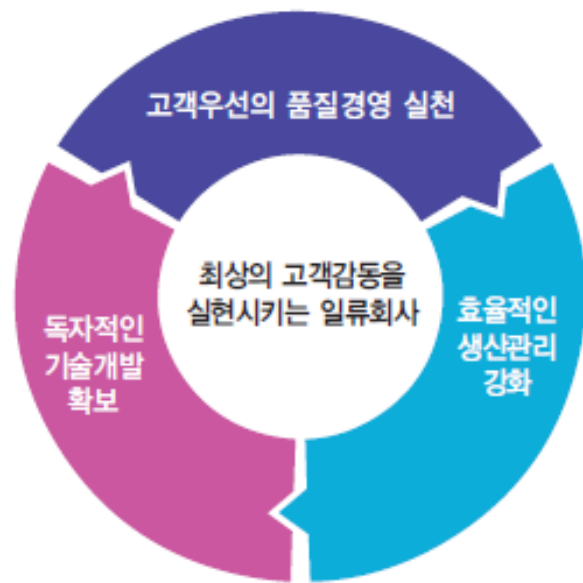 고객우선의 품질경영 실천
최상의 고객감동을
실현시키는 일류회사
독자적인
기술개발
확보
효율적인
생산관리
강화